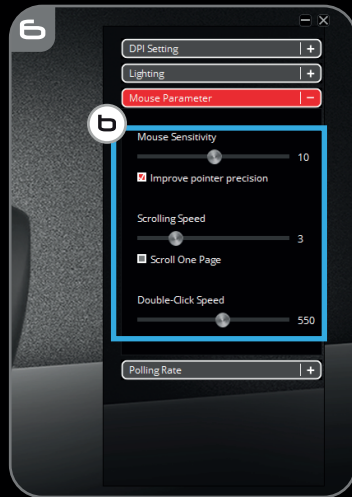 6
DPI Setting +
Lighting +
Mouse Parameter −
b
Mouse Sensitivity
10
Improve pointer precision
Scrolling Speed
3
Scroll One Page
Double-Click Speed
550
Polling Rate +